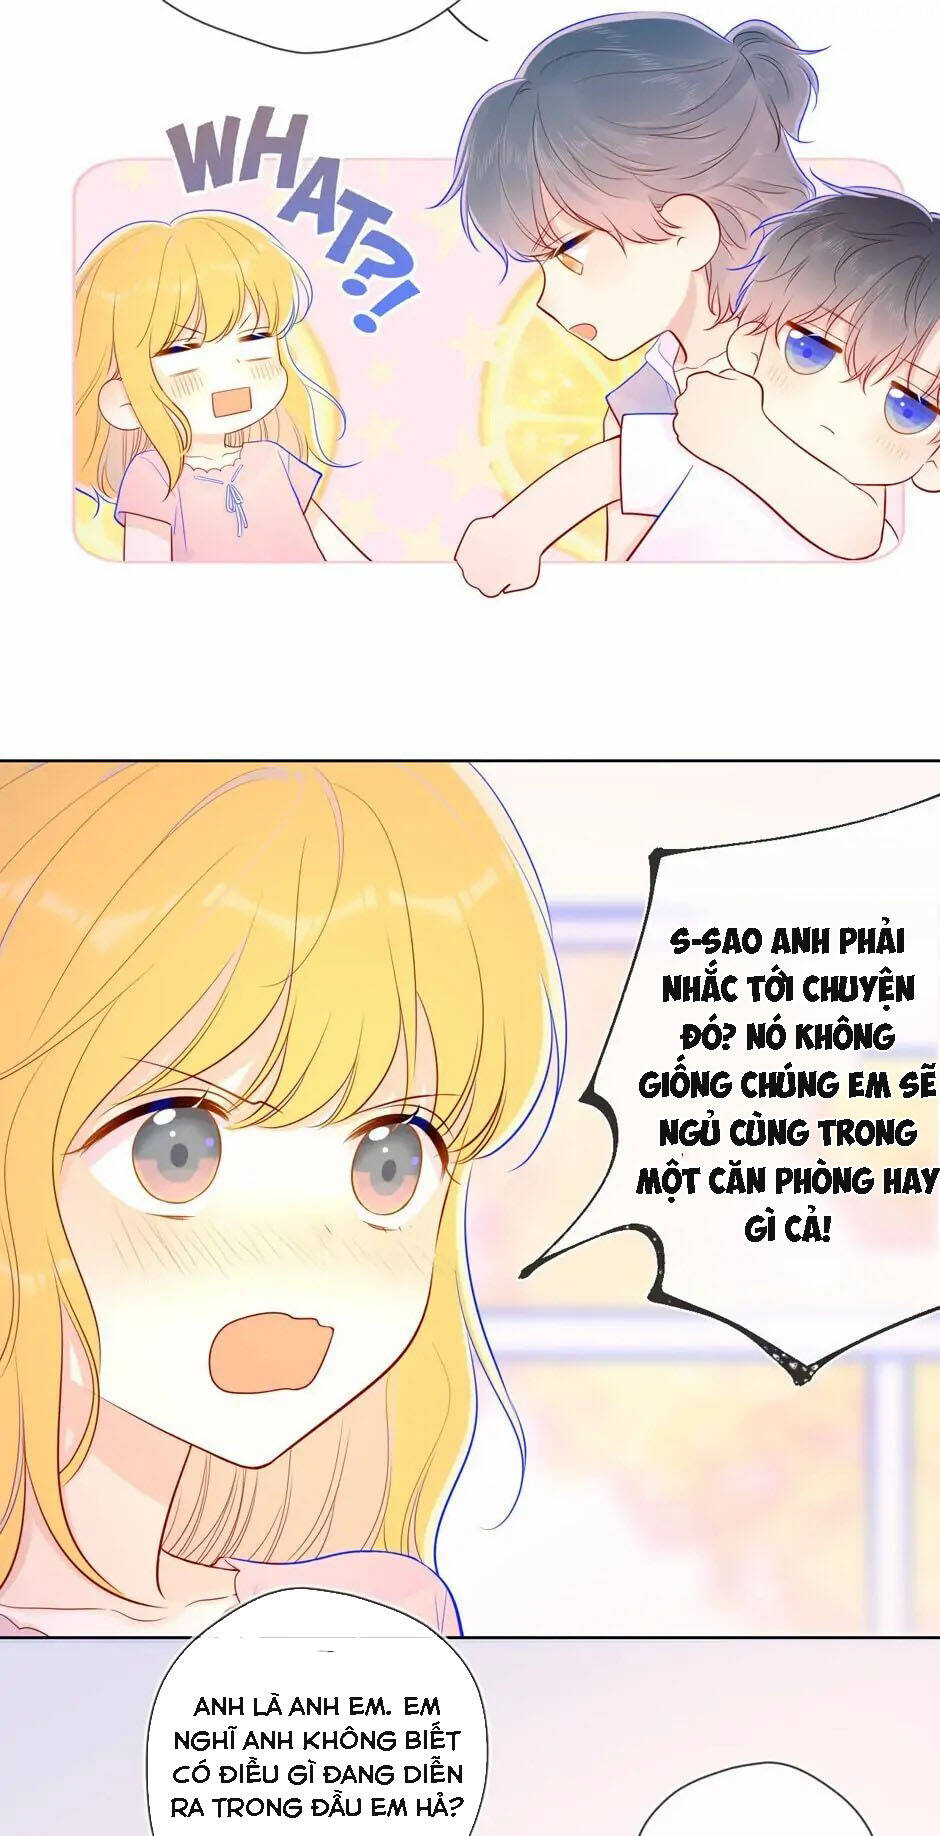 WHAT?!
S-SAO ANH PHẢI
NHẮC TỚI CHUYỆN
ĐÓ? NÓ KHÔNG
GIỐNG CHÚNG EM SẼ
NGỦ CÙNG TRONG
MỘT CĂN PHÒNG HAY
GÌ CẢ!
ANH LÀ ANH EM. EM
NGHĨ ANH KHÔNG BIẾT
CÓ ĐIỀU GÌ ĐANG DIỄN
RA TRONG ĐẦU EM HẢ?